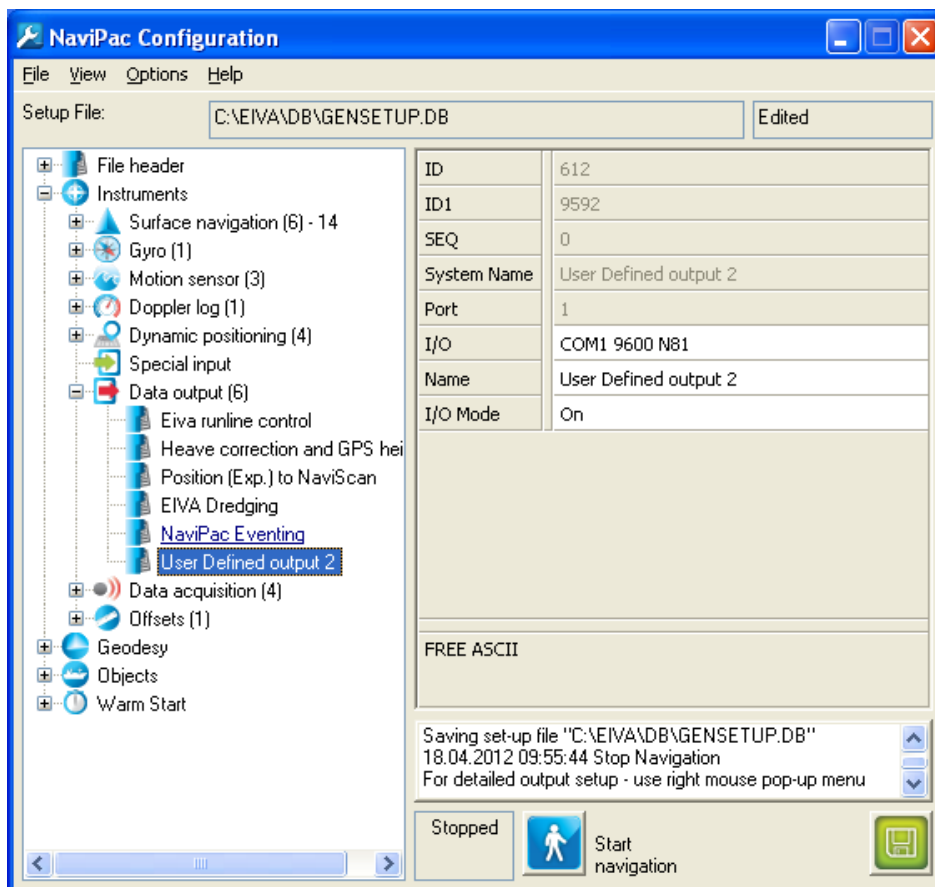 NaviPac Configuration
File View Options Help
Setup File: C:\EIVA\DB\GENSETUP.DB Edited
File header
Instruments
Surface navigation (6) - 14
Gyro (1)
Motion sensor (3)
Doppler log (1)
Dynamic positioning (4)
Special input
Data output (6)
Eiva runline control
Heave correction and GPS hei
Position (Exp.) to NaviScan
EIVA Dredging
NaviPac Eventing
User Defined output 2
Data acquisition (4)
Offsets (1)
Geodesy
Objects
Warm Start
ID 612
ID1 9592
SEQ 0
System Name User Defined output 2
Port 1
I/O COM1 9600 N81
Name User Defined output 2
I/O Mode On
FREE ASCII
Saving set-up file "C:\EIVA\DB\GENSETUP.DB"
18.04.2012 09:55:44 Stop Navigation
For detailed output setup - use right mouse pop-up menu
Stopped
Start
navigation